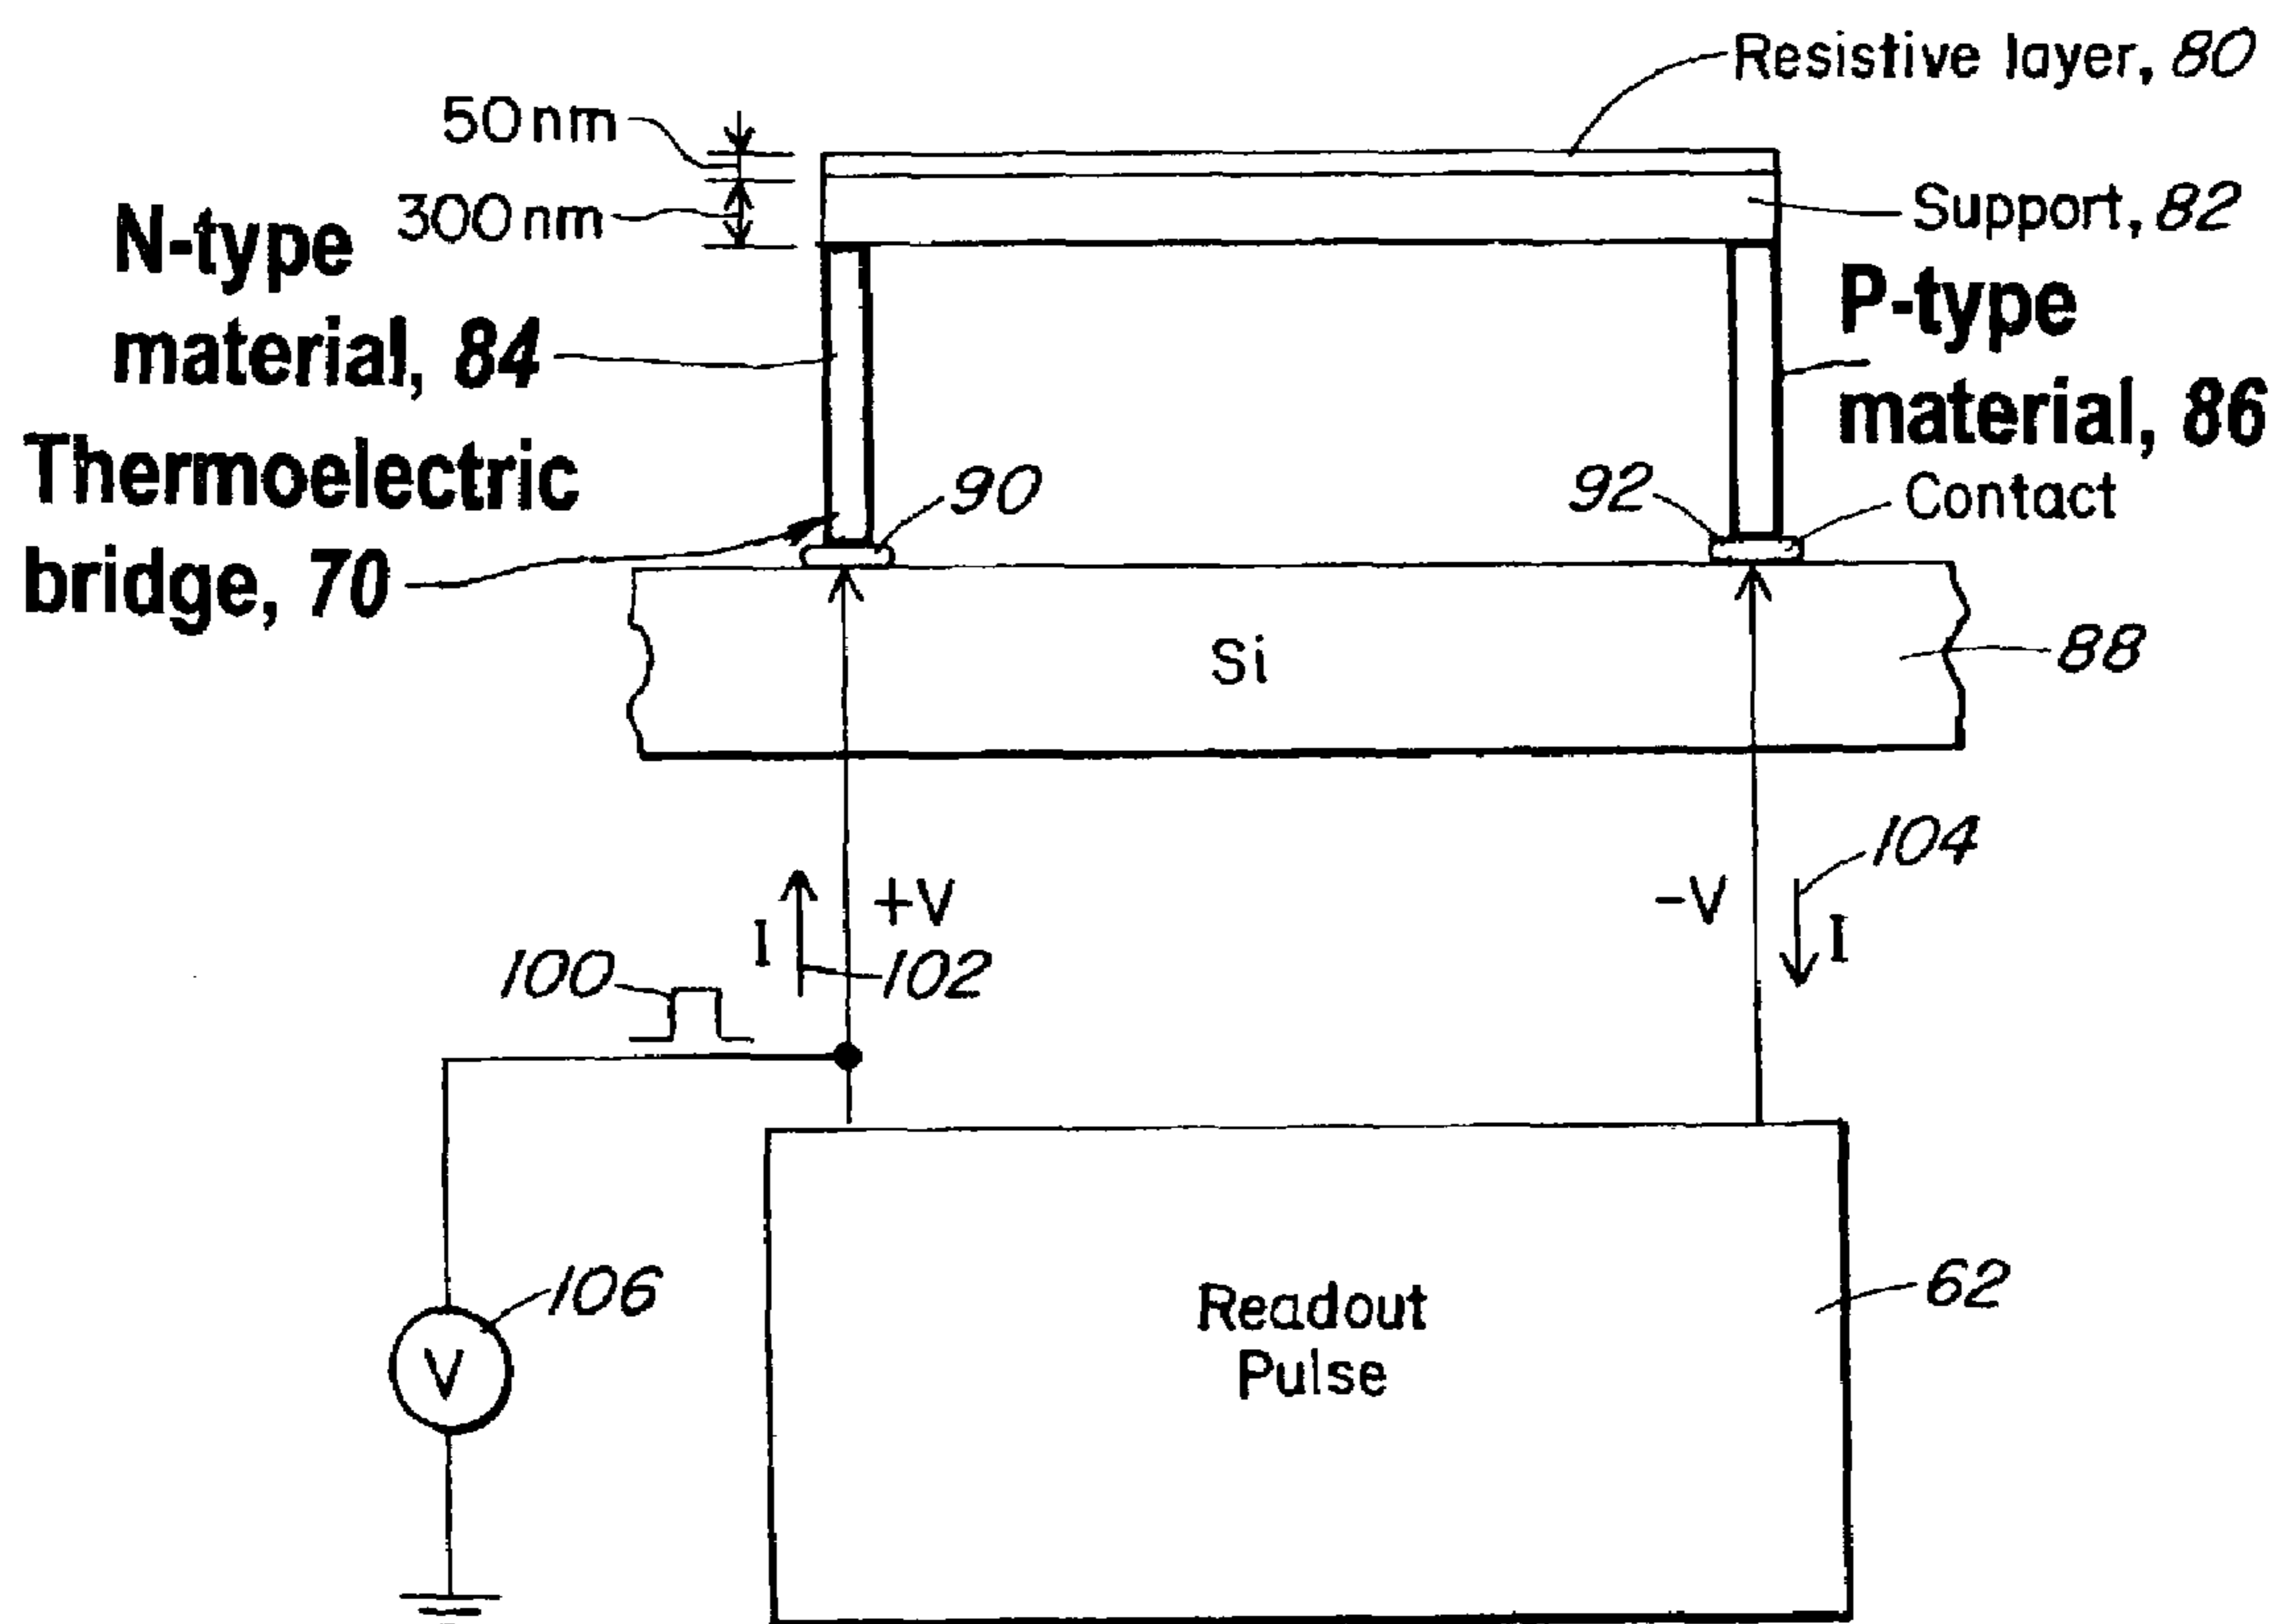 Resistive layer, 80
50nm
300nm
Support, 82
N-type
material, 84
P-type
material, 86
Thermoelectric
bridge, 70
90
92
Contact
Si
88
104
I
+V
-V
I
100
102
106
V
Readout
Pulse
62